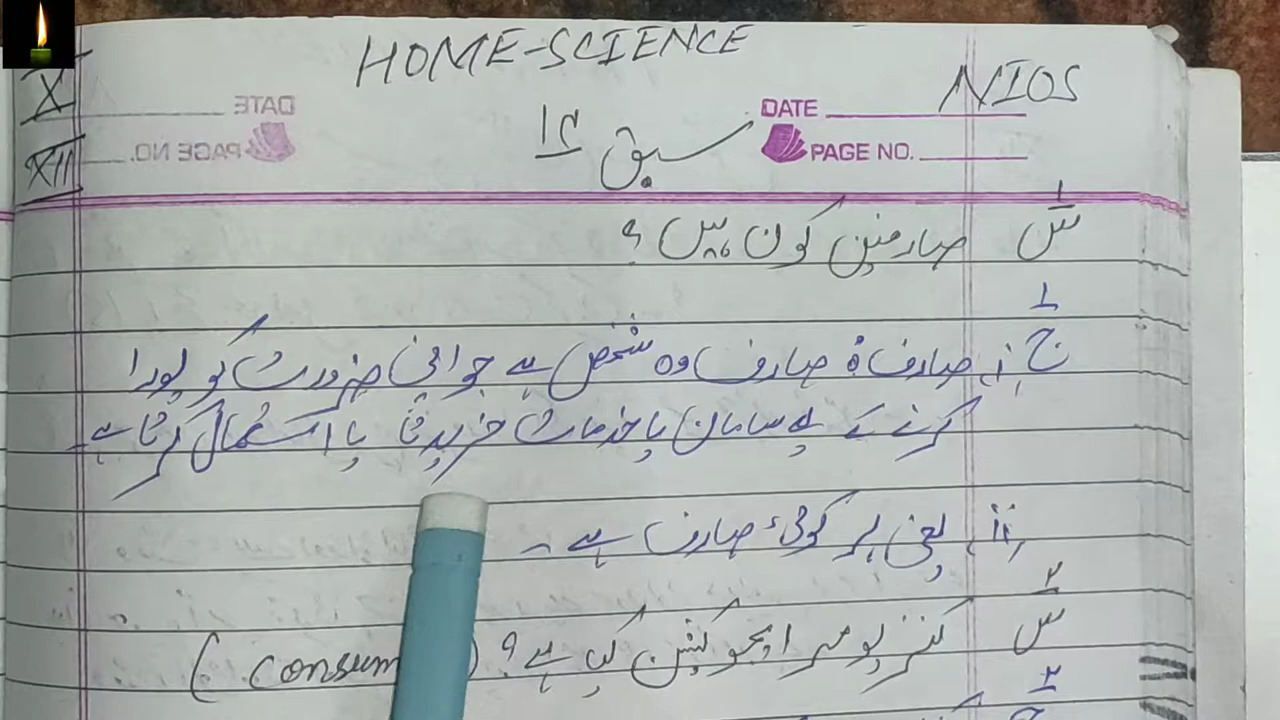 HOME-SCIENCE
X
NIOS
DATE
DATE
سبق ۱۴
XII
PAGE NO.
PAGE NO.
س ۱ صارفین کون ہیں ؟
ج ۱
i, صارف ہ صارف وہ شخص ہے جو اپنی ضرورت کو پورا
کرنے کے لیے سامان یا خدمات خریدتا یا استعمال کرتا ہے۔
ii, یعنی ہر کوئی صارف ہے ۔
س ۲ کنزیومر ایجوکیشن کیا ہے ؟ ( consum )
ج ۲